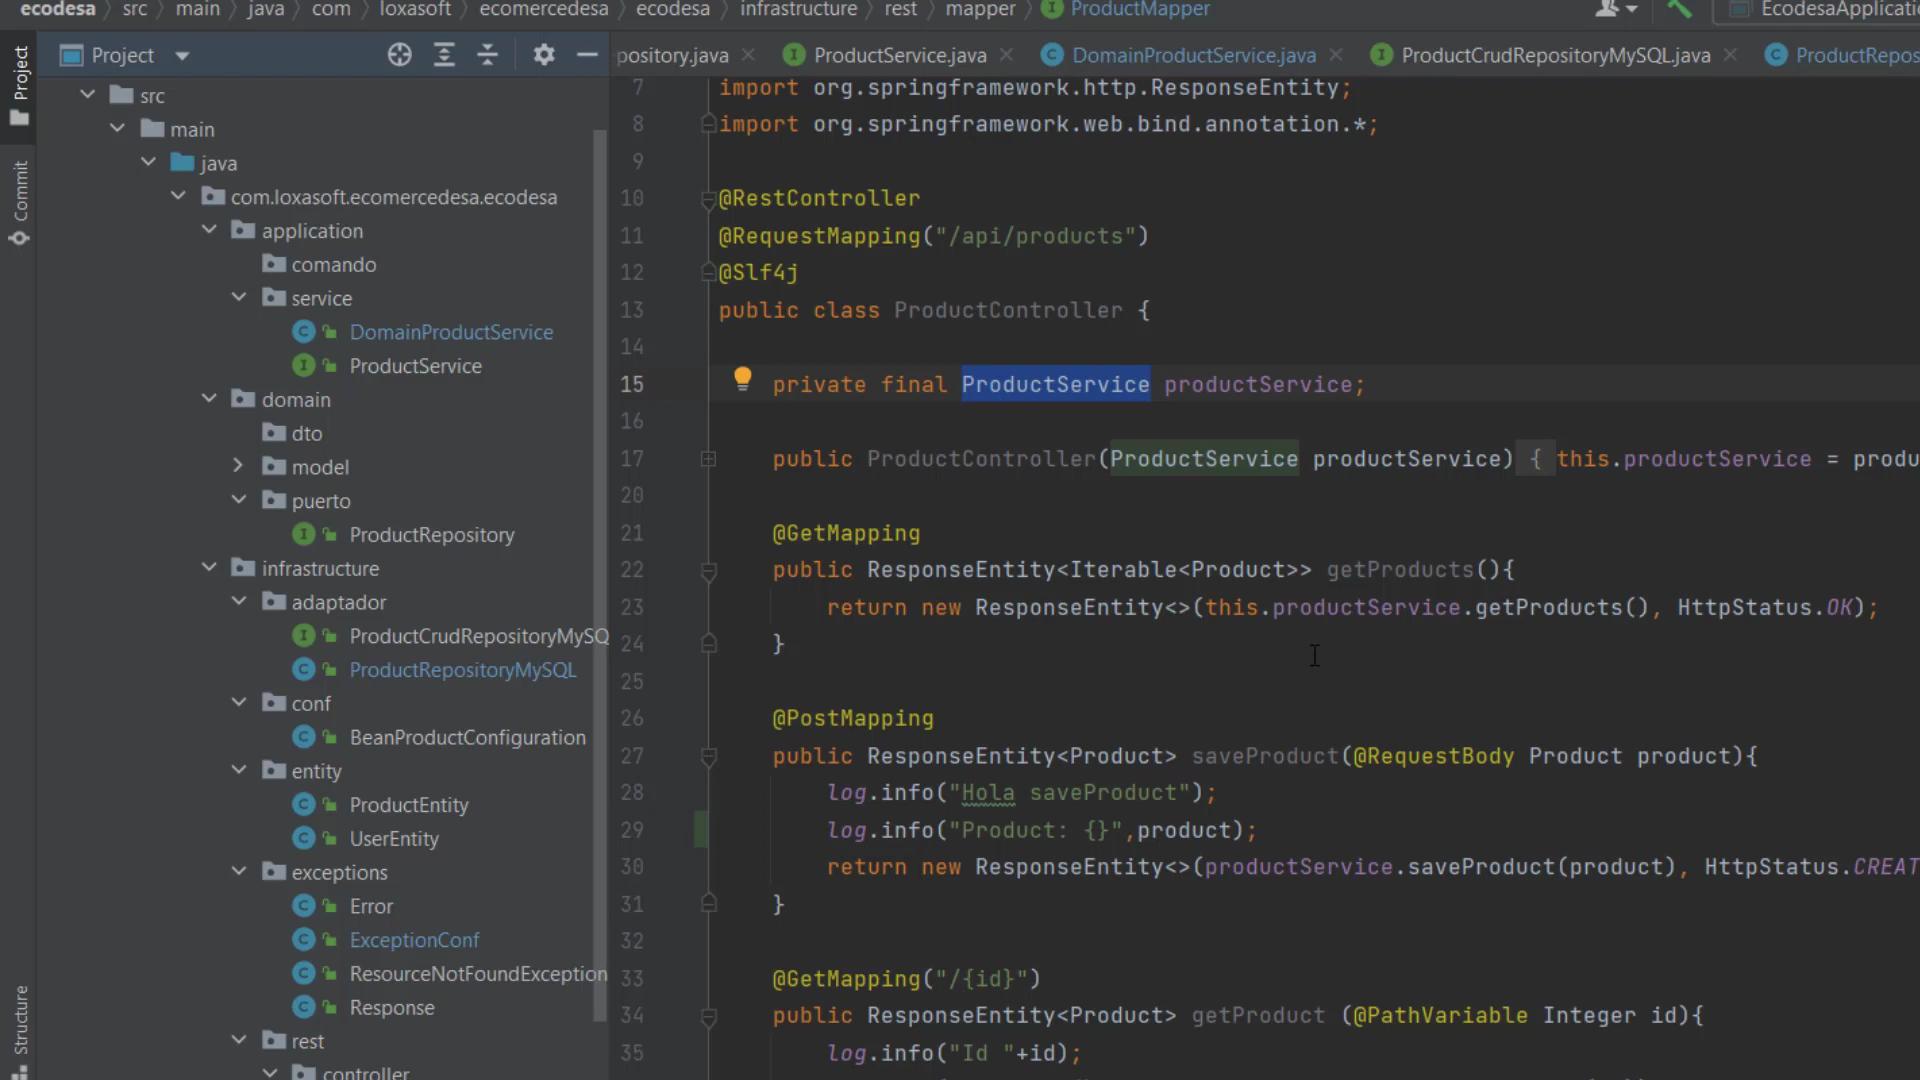 ecodesa src main java com loxasoft ecomercedesa ecodesa infrastructure rest mapper ProductMapper
Project
pository.java ProductService.java DomainProductService.java ProductCrudRepositoryMySQL.java ProductRepos
Project
Commit
Structure
src
main
java
com.loxasoft.ecomercedesa.ecodesa
application
comando
service
DomainProductService
ProductService
domain
dto
model
puerto
ProductRepository
infrastructure
adaptador
ProductCrudRepositoryMySQ
ProductRepositoryMySQL
conf
BeanProductConfiguration
entity
ProductEntity
UserEntity
exceptions
Error
ExceptionConf
ResourceNotFoundException
Response
rest
controller
7 import org.springframework.http.ResponseEntity;
8 import org.springframework.web.bind.annotation.*;
9
10 @RestController
11 @RequestMapping("/api/products")
12 @Slf4j
13 public class ProductController {
14
15 private final ProductService productService;
16
17 public ProductController(ProductService productService) { this.productService = produ
20
21 @GetMapping
22 public ResponseEntity<Iterable<Product>> getProducts(){
23 return new ResponseEntity<>(this.productService.getProducts(), HttpStatus.OK);
24 }
25
26 @PostMapping
27 public ResponseEntity<Product> saveProduct(@RequestBody Product product){
28 log.info("Hola saveProduct");
29 log.info("Product: {}",product);
30 return new ResponseEntity<>(productService.saveProduct(product), HttpStatus.CREAT
31 }
32
33 @GetMapping("/{id}")
34 public ResponseEntity<Product> getProduct (@PathVariable Integer id){
35 log.info("Id "+id);